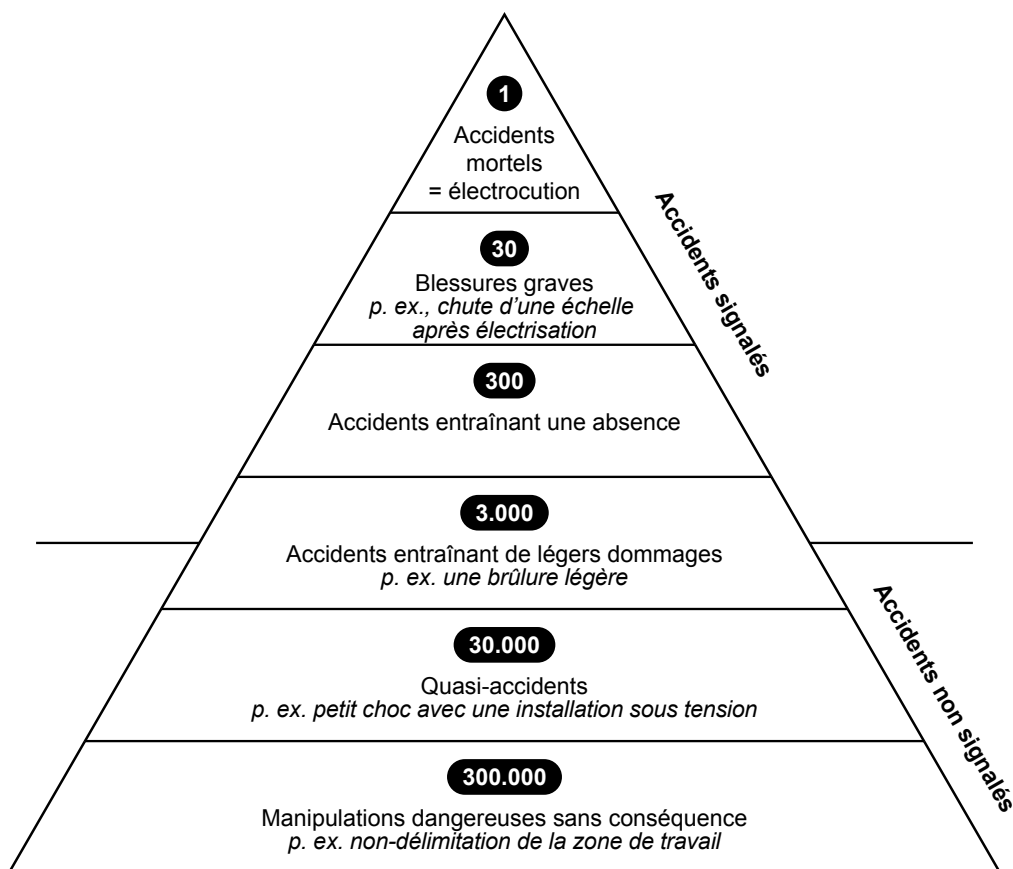 1
Accidents
mortels
= électrocution
30
Blessures graves
p. ex., chute d’une échelle
après électrisation
300
Accidents entraînant une absence
Accidents signalés
3.000
Accidents entraînant de légers dommages
p. ex. une brûlure légère
30.000
Quasi-accidents
p. ex. petit choc avec une installation sous tension
300.000
Manipulations dangereuses sans conséquence
p. ex. non-délimitation de la zone de travail
Accidents non signalés